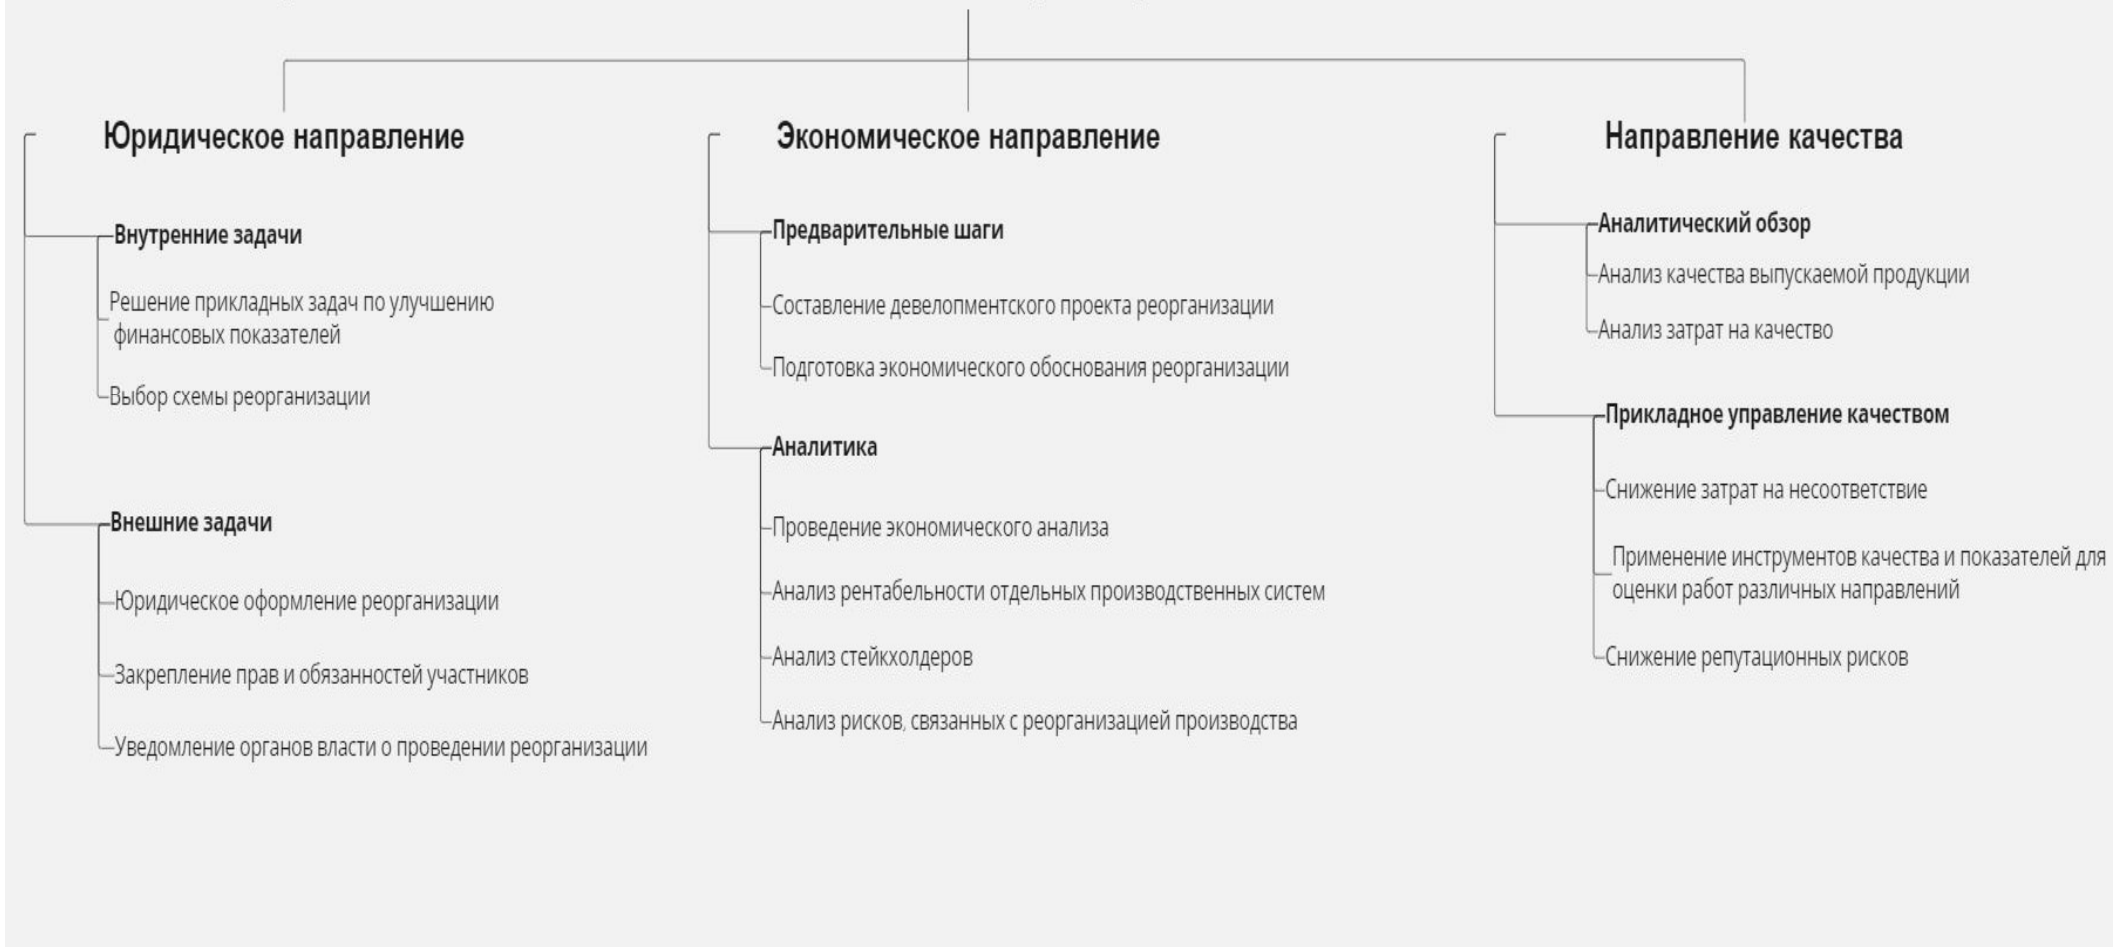 Юридическое направление
Внутренние задачи
Решение прикладных задач по улучшению
финансовых показателей
Выбор схемы реорганизации
Внешние задачи
Юридическое оформление реорганизации
Закрепление прав и обязанностей участников
Уведомление органов власти о проведении реорганизации
Экономическое направление
Предварительные шаги
Составление девелопментского проекта реорганизации
Подготовка экономического обоснования реорганизации
Аналитика
Проведение экономического анализа
Анализ рентабельности отдельных производственных систем
Анализ стейкхолдеров
Анализ рисков, связанных с реорганизацией производства
Направление качества
Аналитический обзор
Анализ качества выпускаемой продукции
Анализ затрат на качество
Прикладное управление качеством
Снижение затрат на несоответствие
Применение инструментов качества и показателей для
оценки работ различных направлений
Снижение репутационных рисков